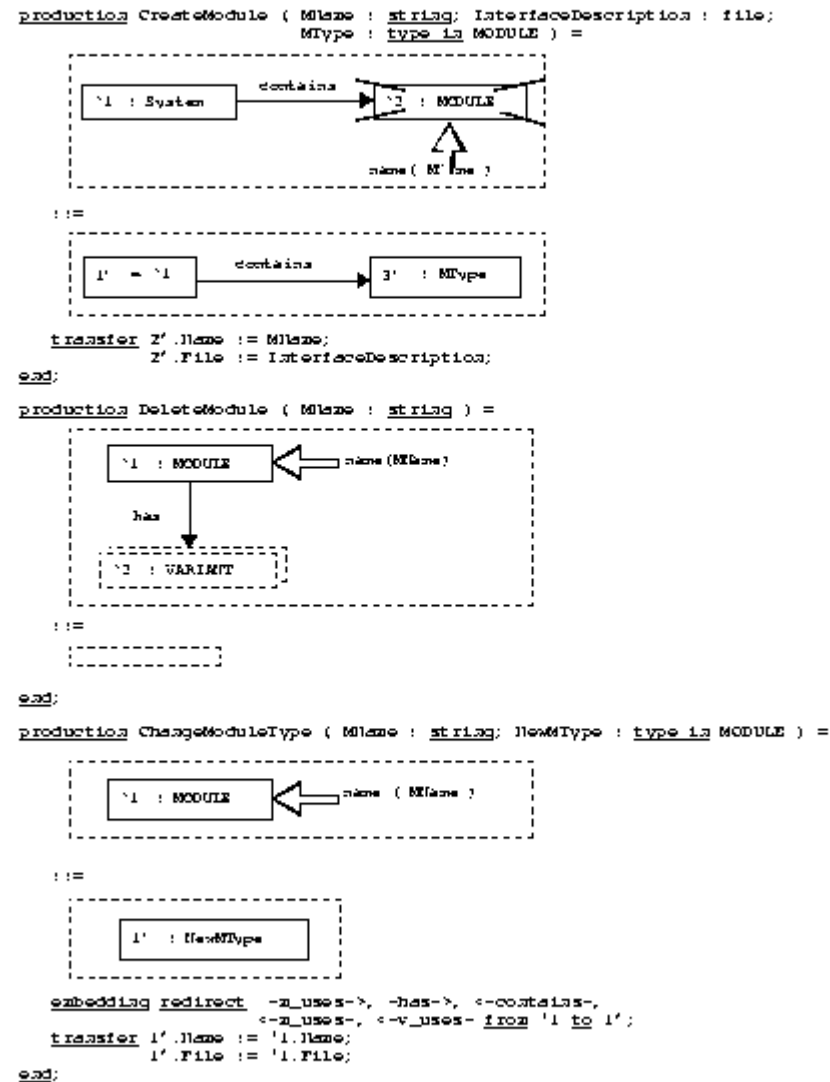 production CreateModule ( MName : string; InterfaceDescription : file;
MType : type in MODULE ) =
'1 : System
contains
'2 : MODULE
name ( MName )
::=
1' = '1
contains
3' : MType
transfer 2'.Name := MName;
2'.File := InterfaceDescription;
end;
production DeleteModule ( MName : string ) =
'1 : MODULE
name (MName)
has
'2 : VARIANT
::=
end;
production ChangeModuleType ( MName : string; NewMType : type in MODULE ) =
'1 : MODULE
name ( MName )
::=
1' : NewMType
embedding redirect -m_uses->, -has->, <-contains-,
<-m_uses-, <-v_uses- from '1 to 1';
transfer 1'.Name := '1.Name;
1'.File := '1.File;
end;